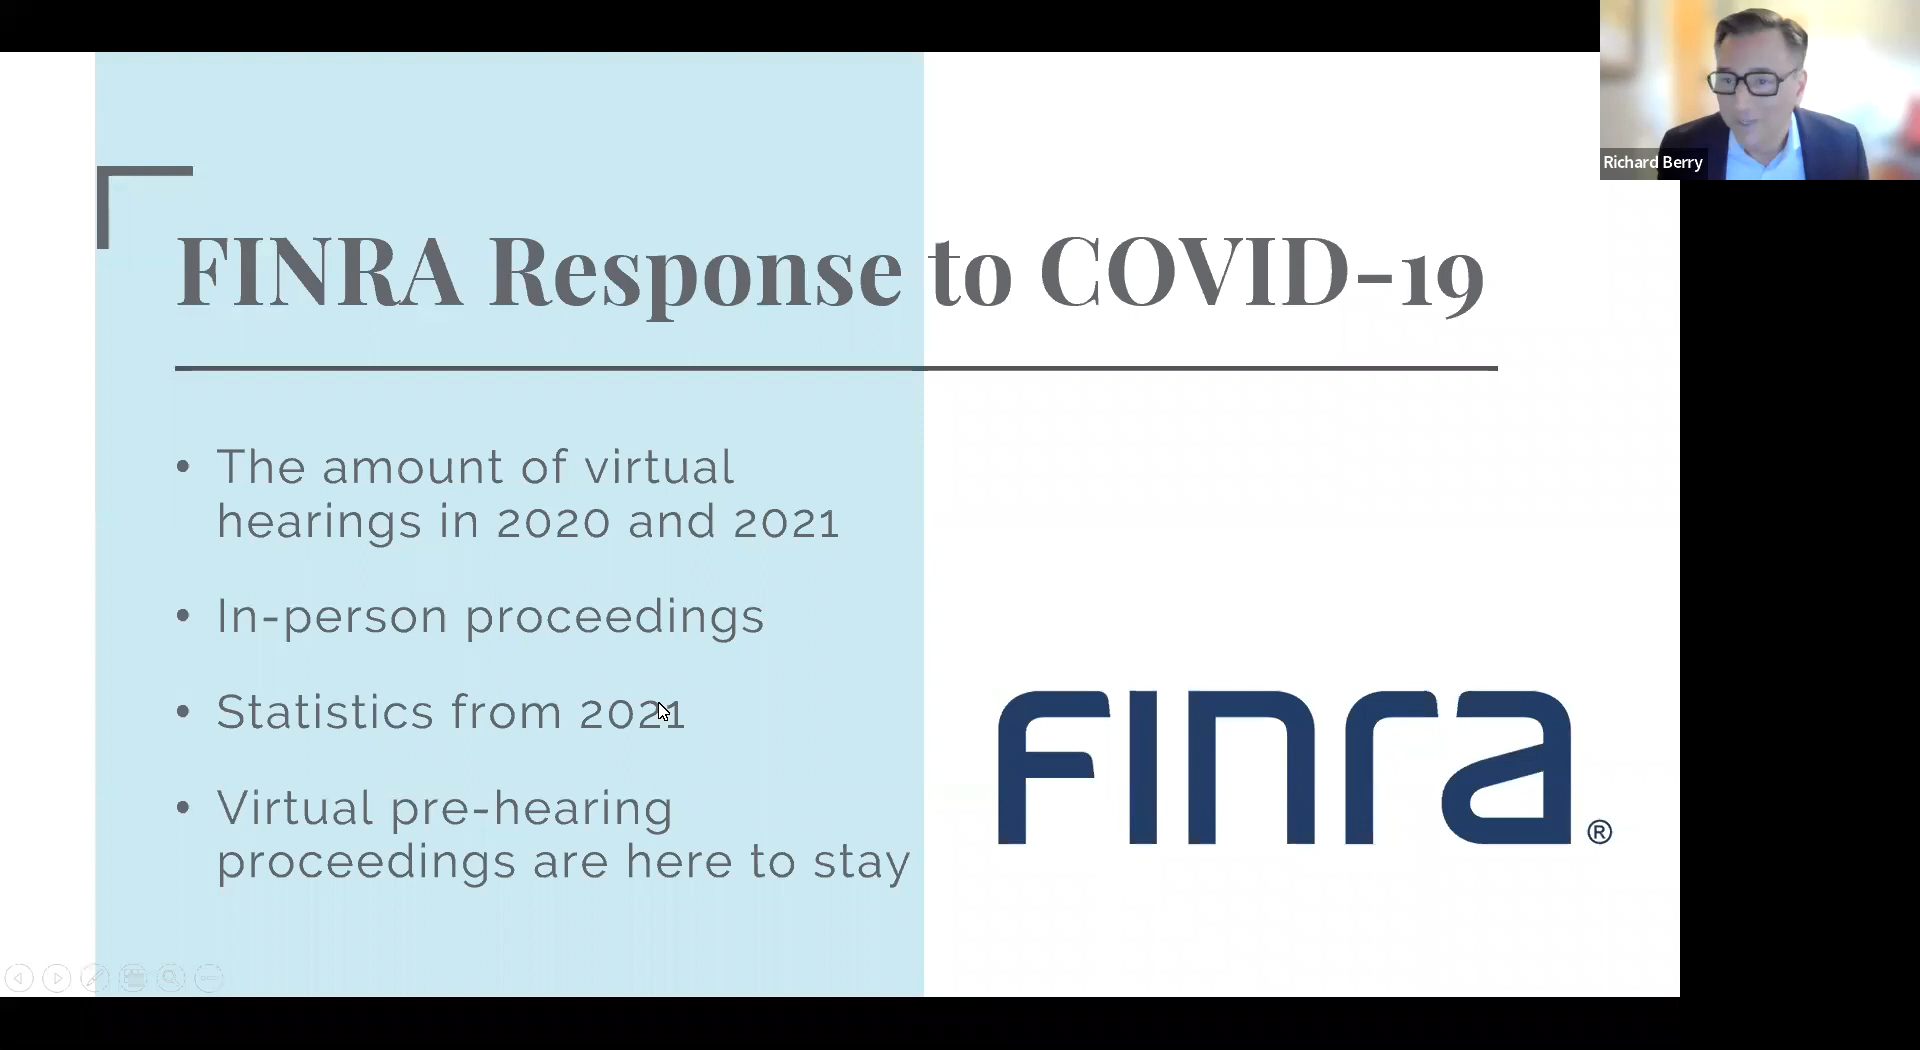 Richard Berry
FINRA Response to COVID-19
• The amount of virtual
hearings in 2020 and 2021
• In-person proceedings
• Statistics from 2021
• Virtual pre-hearing
proceedings are here to stay
finra®